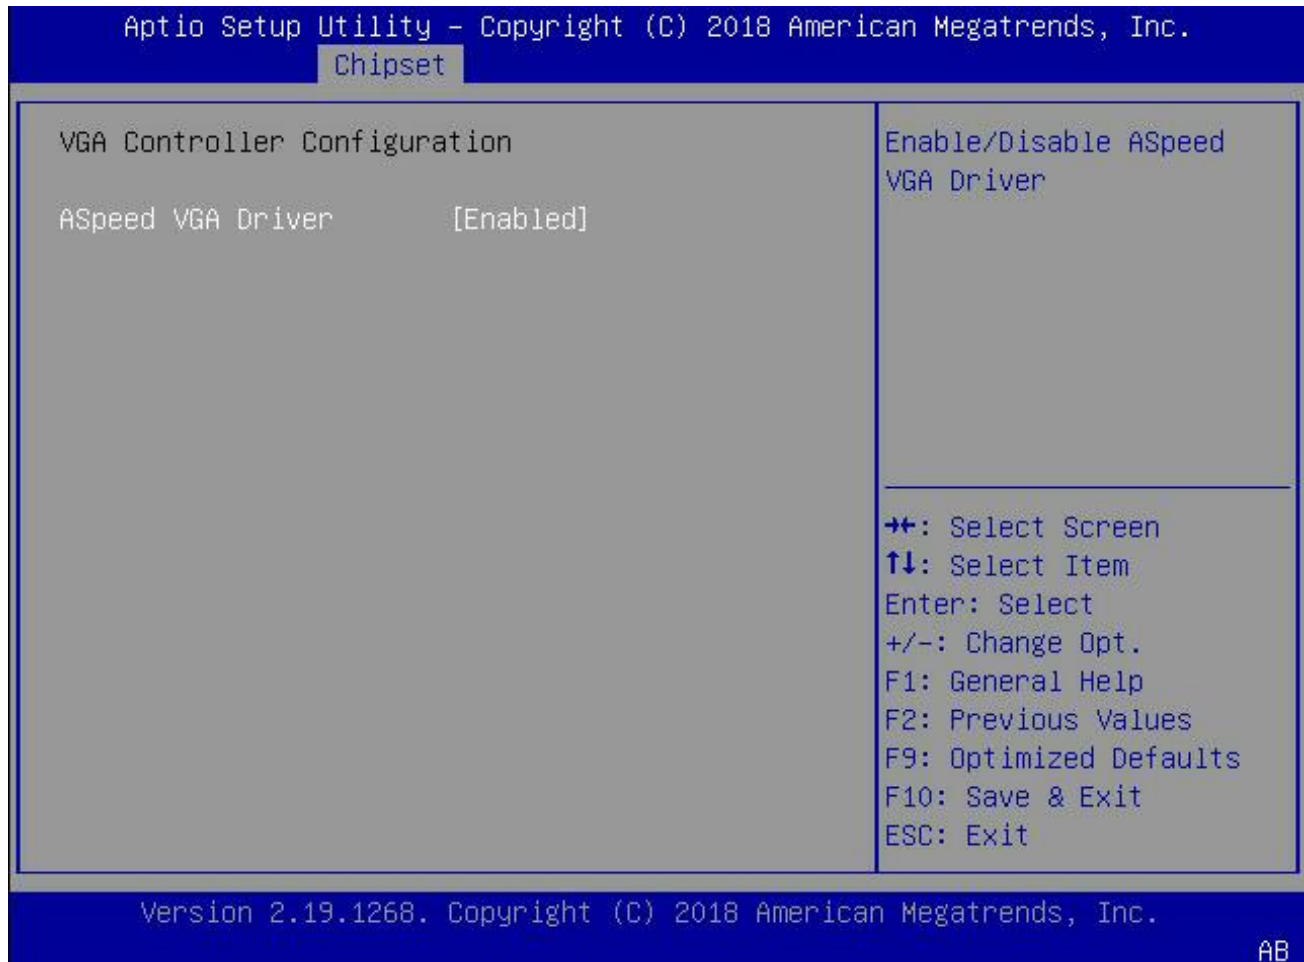 Aptio Setup Utility – Copyright (C) 2018 American Megatrends, Inc.
Chipset
VGA Controller Configuration
ASpeed VGA Driver [Enabled]
Enable/Disable ASpeed
VGA Driver
→←: Select Screen
↑↓: Select Item
Enter: Select
+/-: Change Opt.
F1: General Help
F2: Previous Values
F9: Optimized Defaults
F10: Save & Exit
ESC: Exit
Version 2.19.1268. Copyright (C) 2018 American Megatrends, Inc.
AB